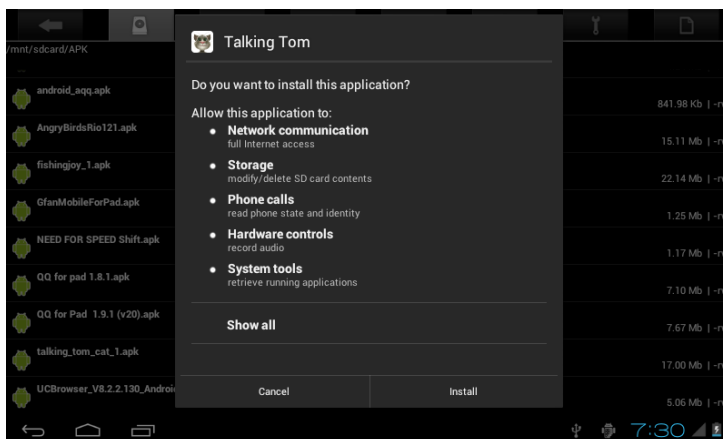 /mnt/sdcard/APK
..
android_aqq.apk
841.98 Kb | -r
AngryBirdsRio121.apk
15.11 Mb | -r
fishingjoy_1.apk
22.14 Mb | -r
GfanMobileForPad.apk
1.25 Mb | -r
NEED FOR SPEED Shift.apk
1.17 Mb | -r
QQ for pad 1.8.1.apk
7.10 Mb | -r
QQ for Pad 1.9.1 (v20).apk
7.67 Mb | -r
talking_tom_cat_1.apk
17.00 Mb | -r
UCBrowser_V8.2.2.130_Androi
5.06 Mb | -r
Talking Tom
Do you want to install this application?
Allow this application to:
• Network communication
full Internet access
• Storage
modify/delete SD card contents
• Phone calls
read phone state and identity
• Hardware controls
record audio
• System tools
retrieve running applications
Show all
Cancel
Install
7:30